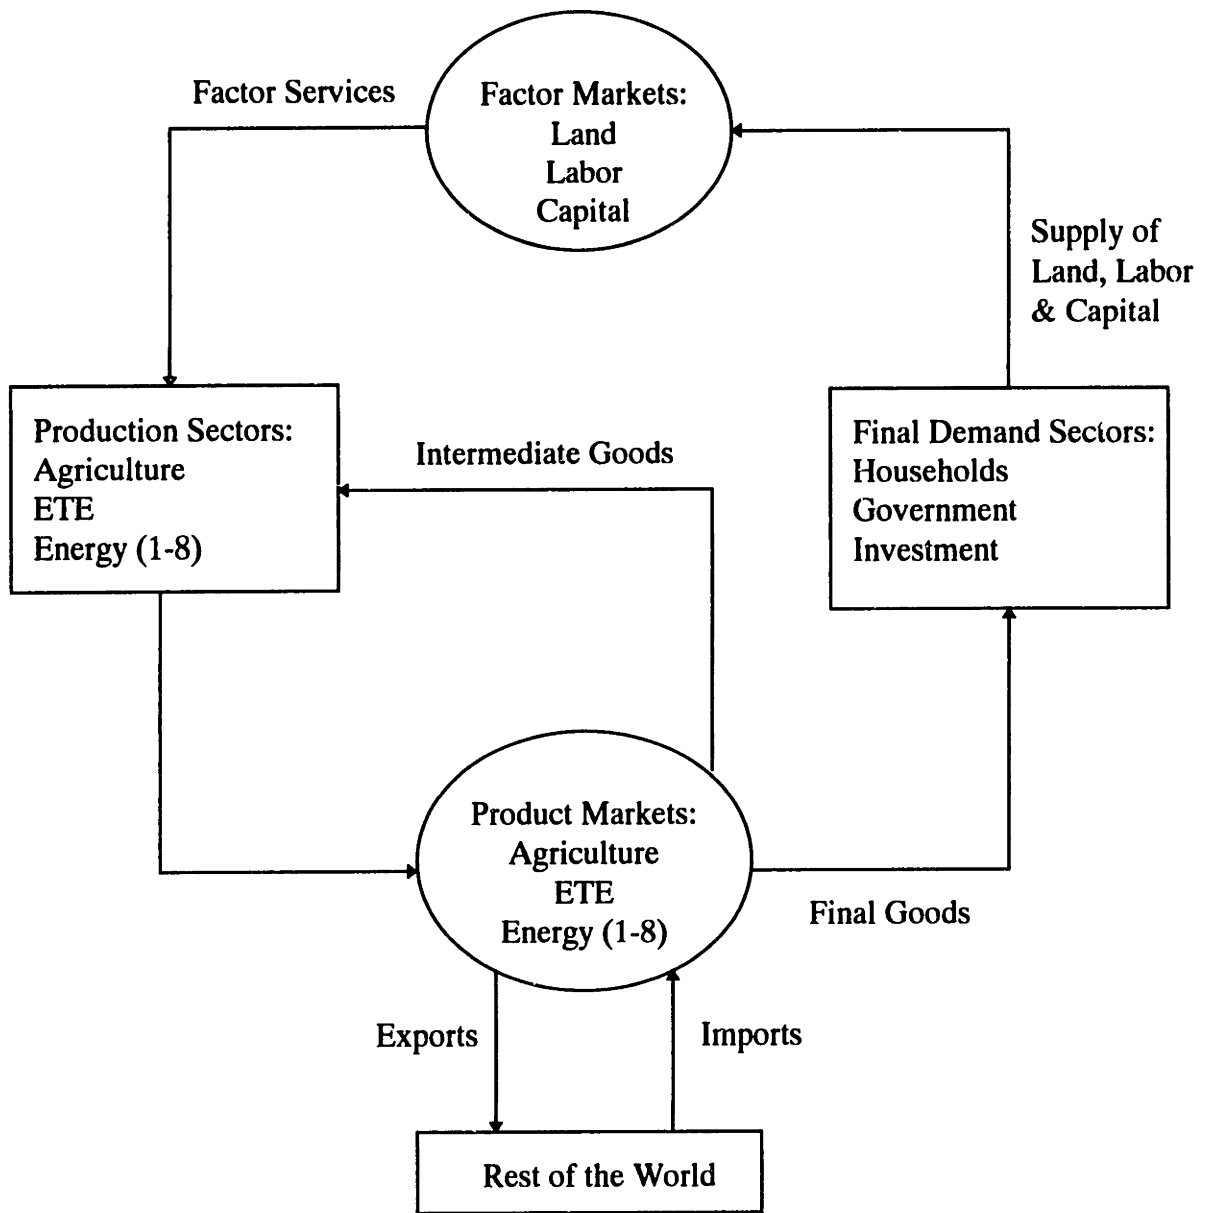 Factor Services
Factor Markets:
Land
Labor
Capital
Supply of
Land, Labor
& Capital
Production Sectors:
Agriculture
ETE
Energy (1-8)
Intermediate Goods
Final Demand Sectors:
Households
Government
Investment
Product Markets:
Agriculture
ETE
Energy (1-8)
Final Goods
Exports
Imports
Rest of the World